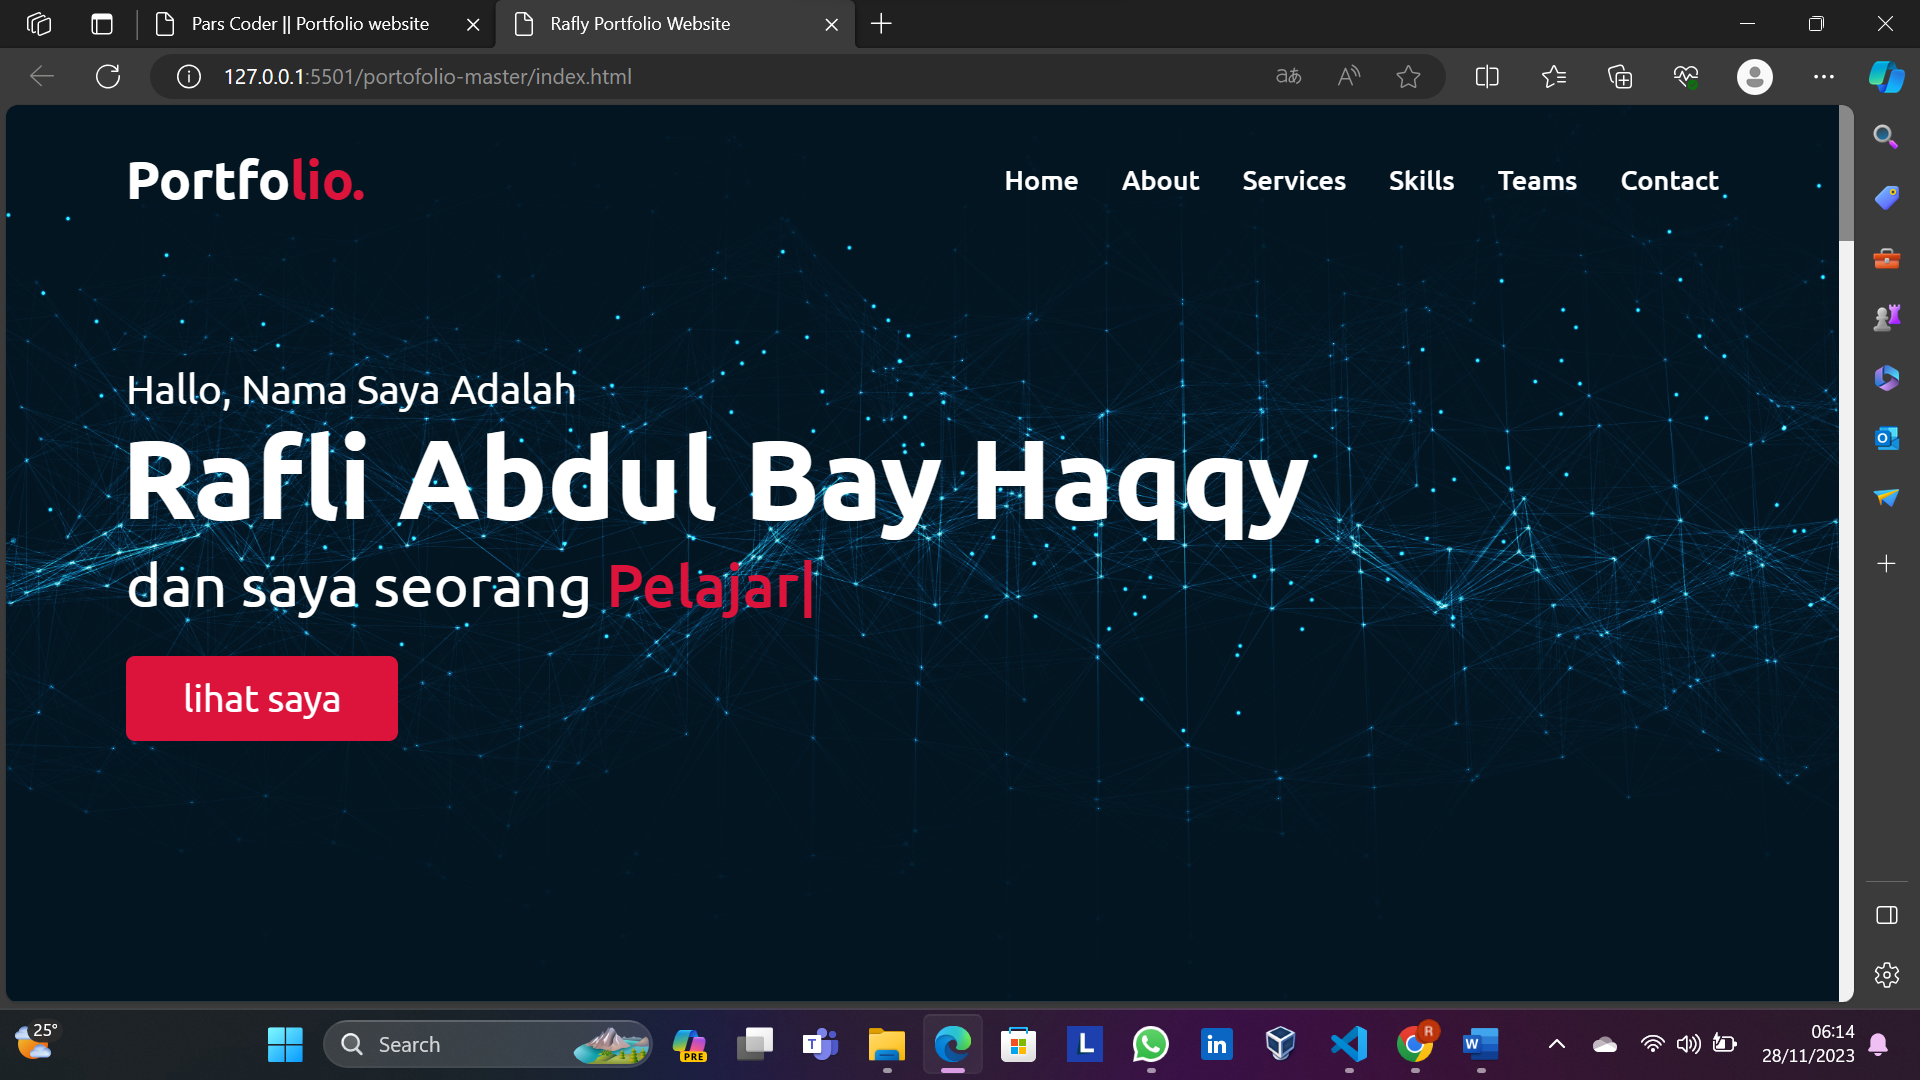 Pars Coder || Portfolio website
Rafly Portfolio Website
127.0.0.1:5501/portofolio-master/index.html
Portfolio.
Home About Services Skills Teams Contact
Hallo, Nama Saya Adalah
Rafli Abdul Bay Haqqy
dan saya seorang Pelajar|
lihat saya
25°
Search
PRE
T
L
in
R
W
06:14
28/11/2023